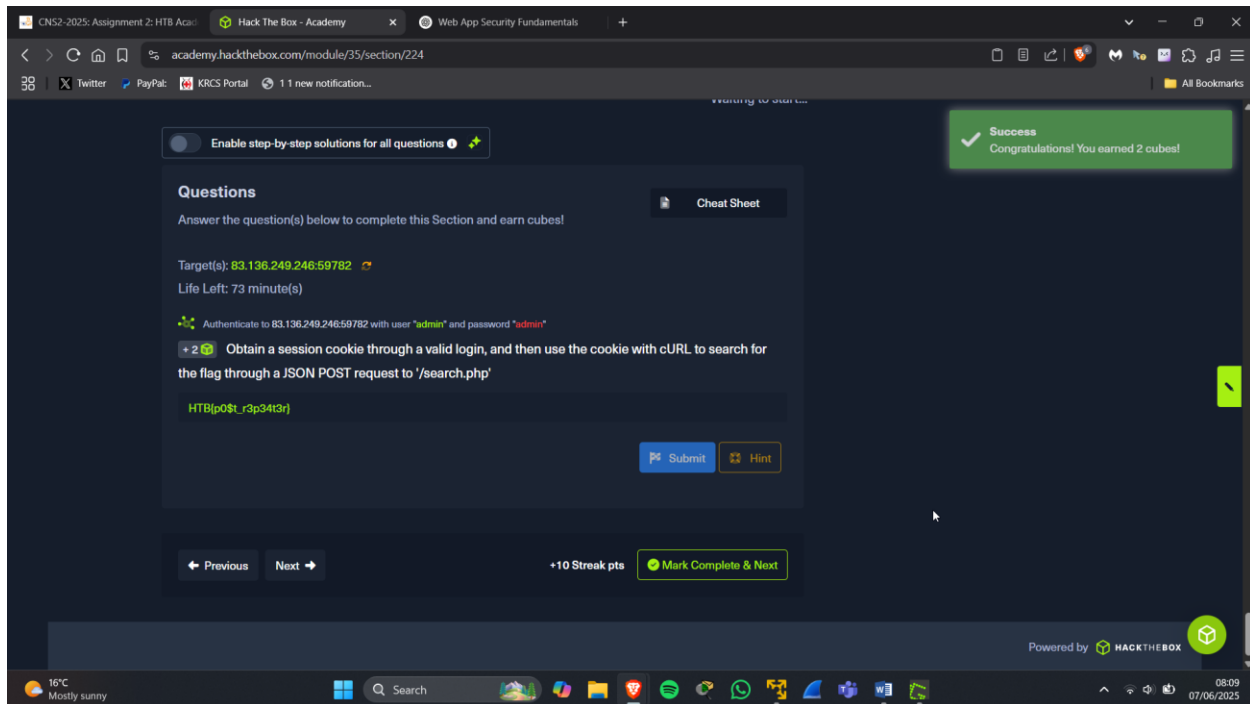 CNS2-2025: Assignment 2: HTB Acad
Hack The Box - Academy
Web App Security Fundamentals
academy.hackthebox.com/module/35/section/224
Twitter
PayPal:
KRCS Portal
1 1 new notification...
All Bookmarks
Waiting to start...
Enable step-by-step solutions for all questions
Success
Congratulations! You earned 2 cubes!
Questions
Cheat Sheet
Answer the question(s) below to complete this Section and earn cubes!
Target(s): 83.136.249.246:59782
Life Left: 73 minute(s)
Authenticate to 83.136.249.246:59782 with user "admin" and password "admin"
+ 2 Obtain a session cookie through a valid login, and then use the cookie with cURL to search for
the flag through a JSON POST request to '/search.php'
HTB{p0$t_r3p34t3r}
Submit
Hint
Previous
Next
+10 Streak pts
Mark Complete & Next
Powered by HACKTHEBOX
16°C
Mostly sunny
Search
08:09
07/06/2025